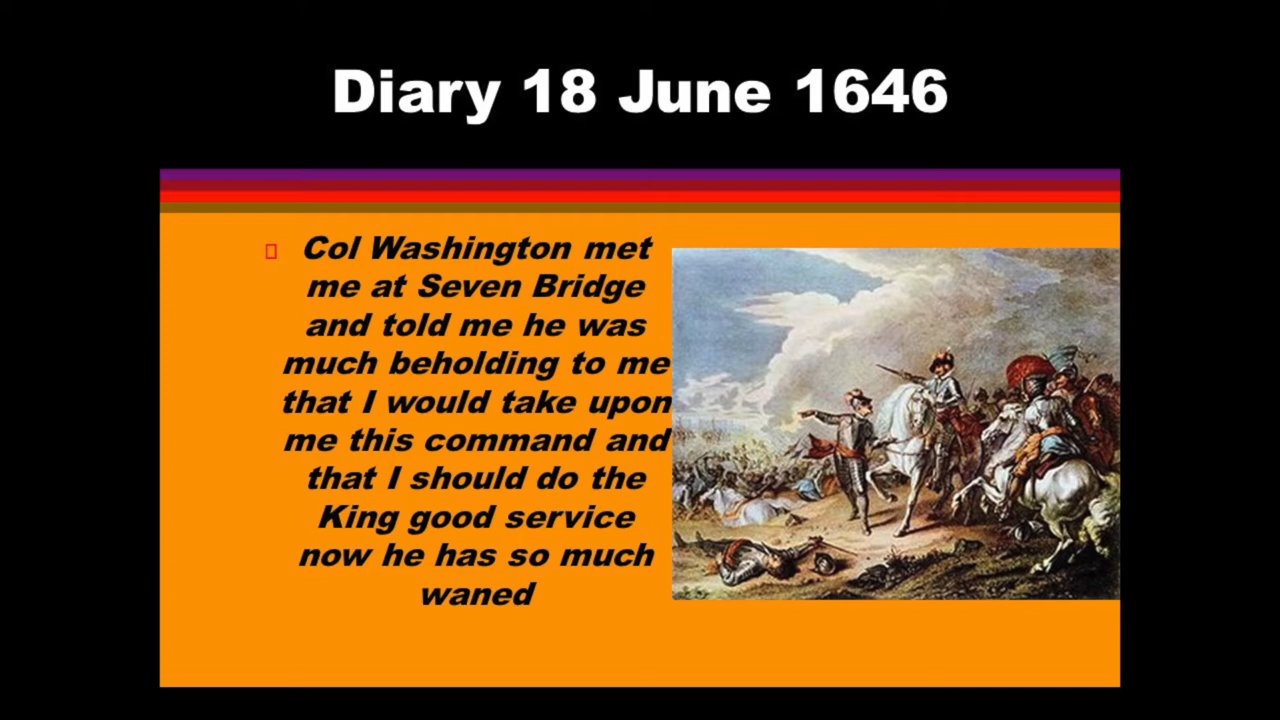 Diary 18 June 1646
Col Washington met
me at Seven Bridge
and told me he was
much beholding to me
that I would take upon
me this command and
that I should do the
King good service
now he has so much
waned